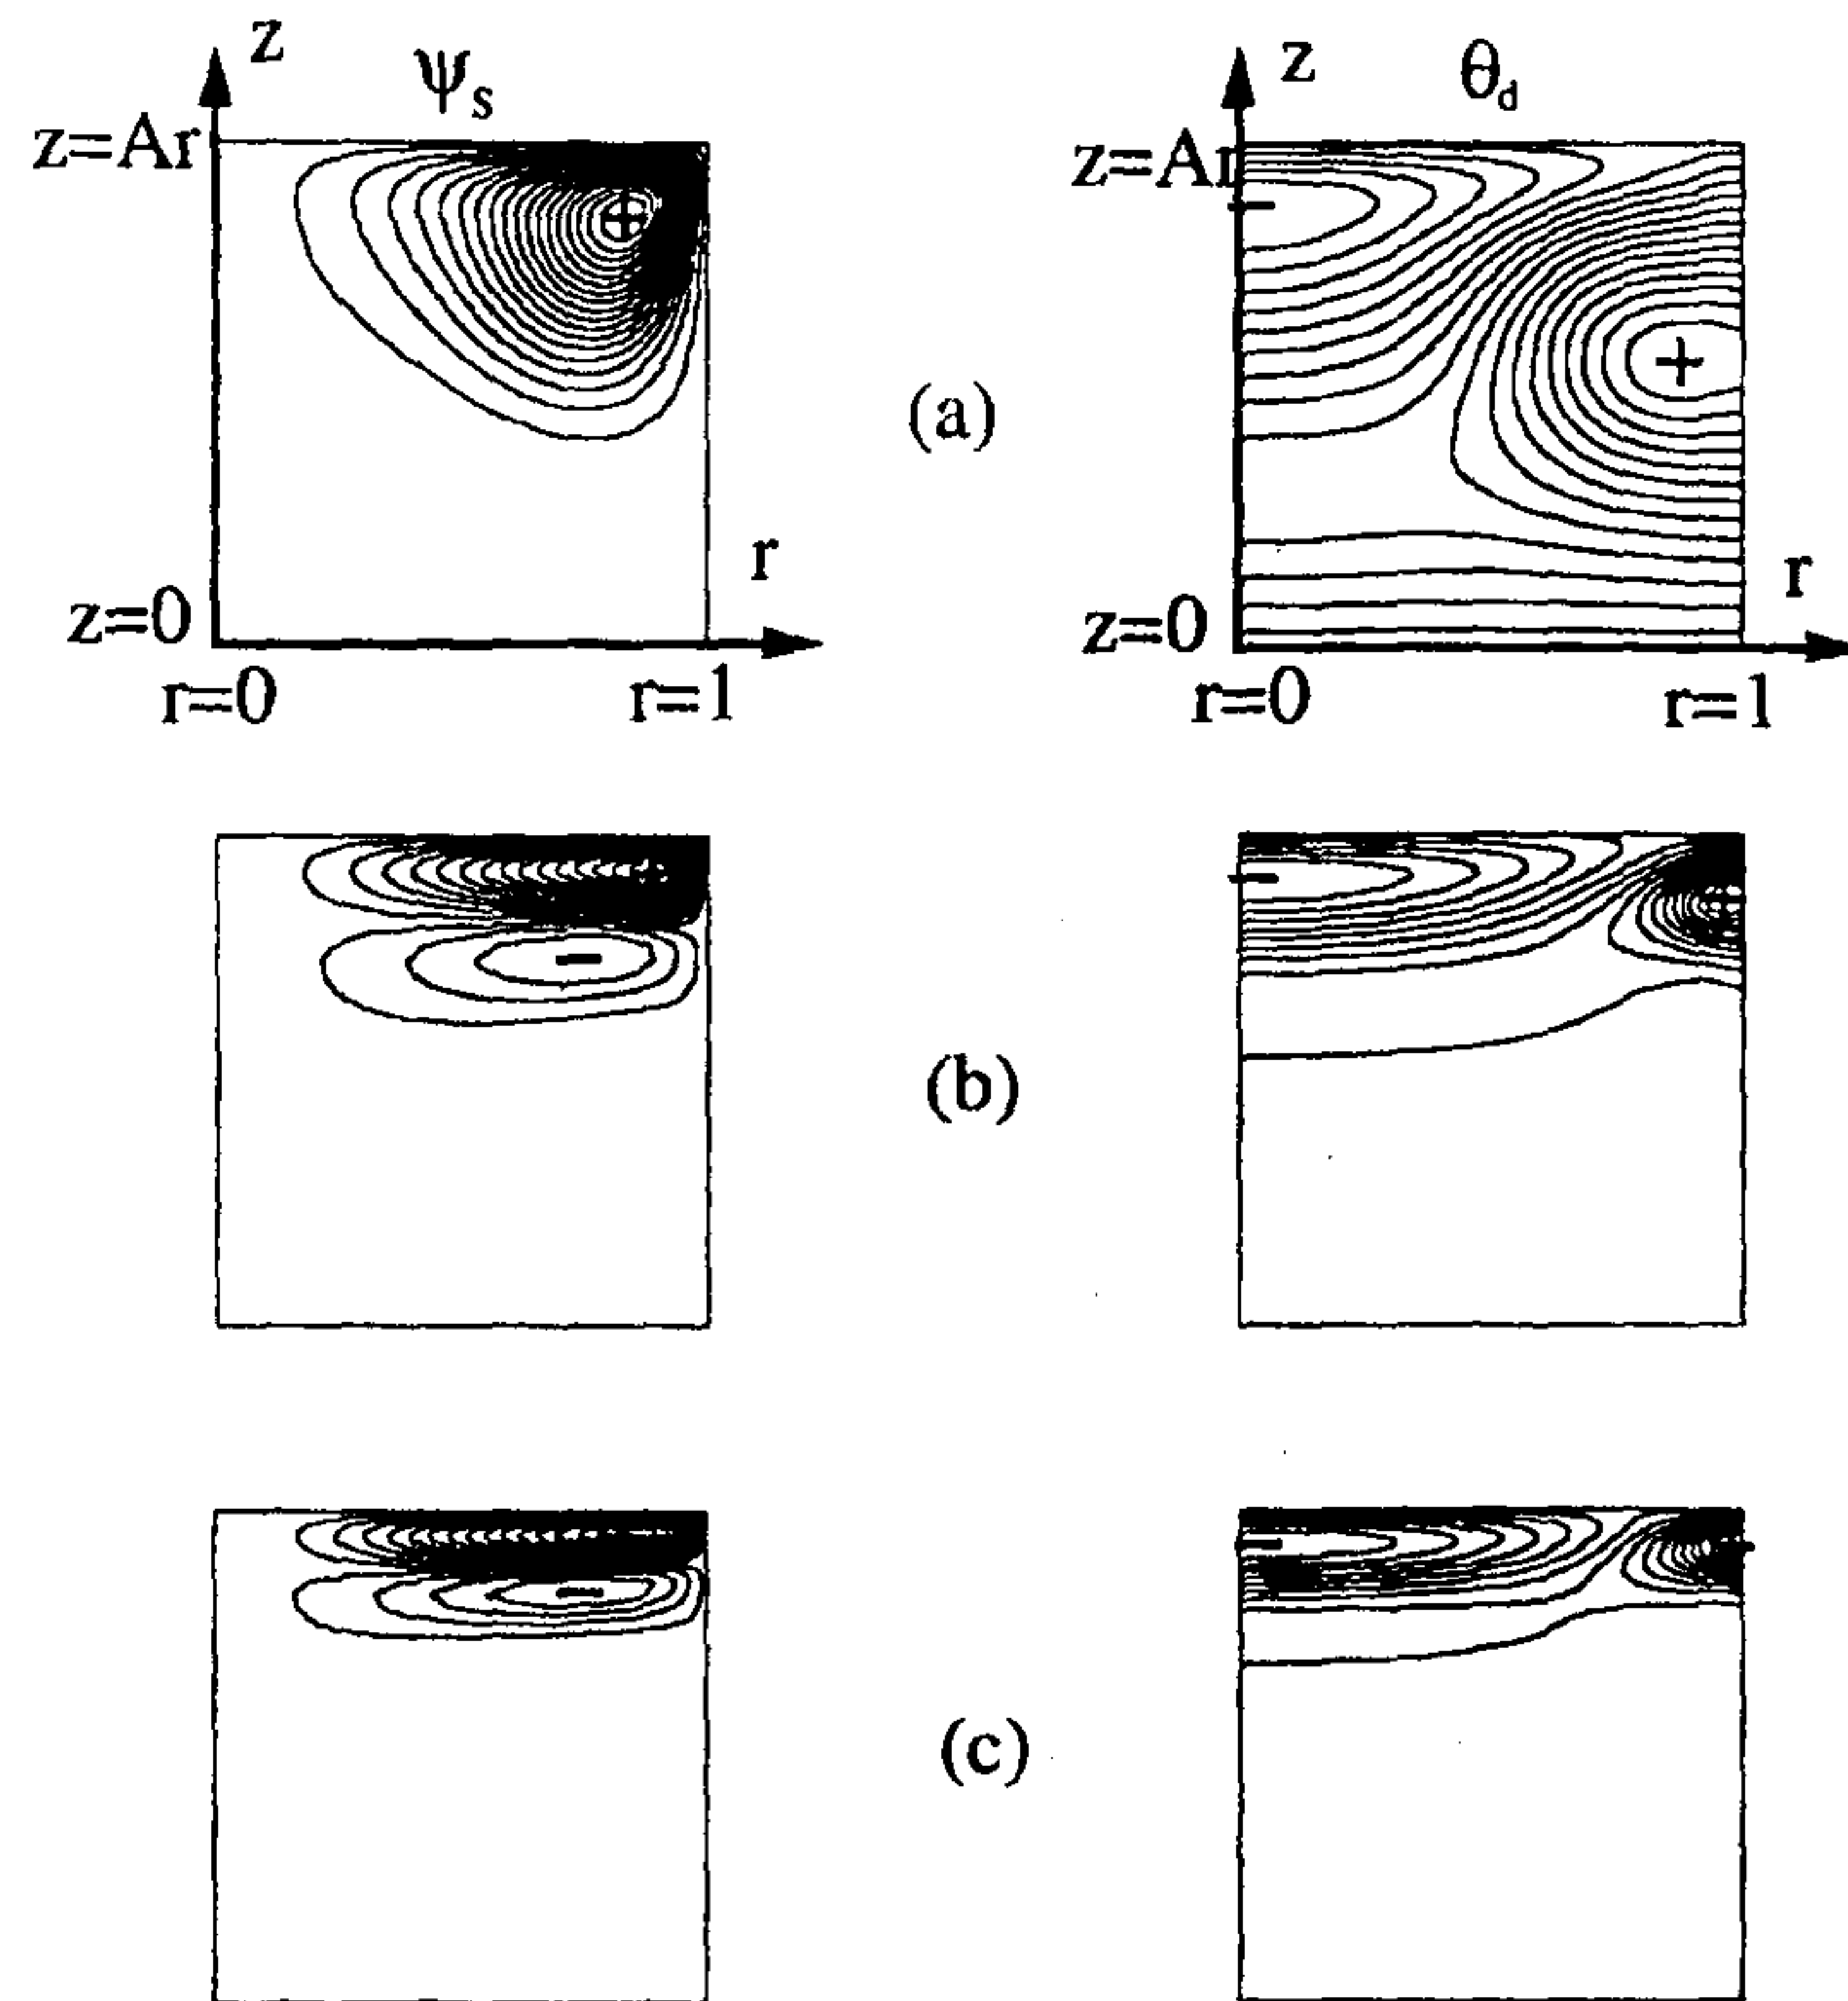 z ψs z θd
z=Ar z=Ar
(a)
r r
z=0 z=0
r=0 r=1 r=0 r=1
(b)
(c)